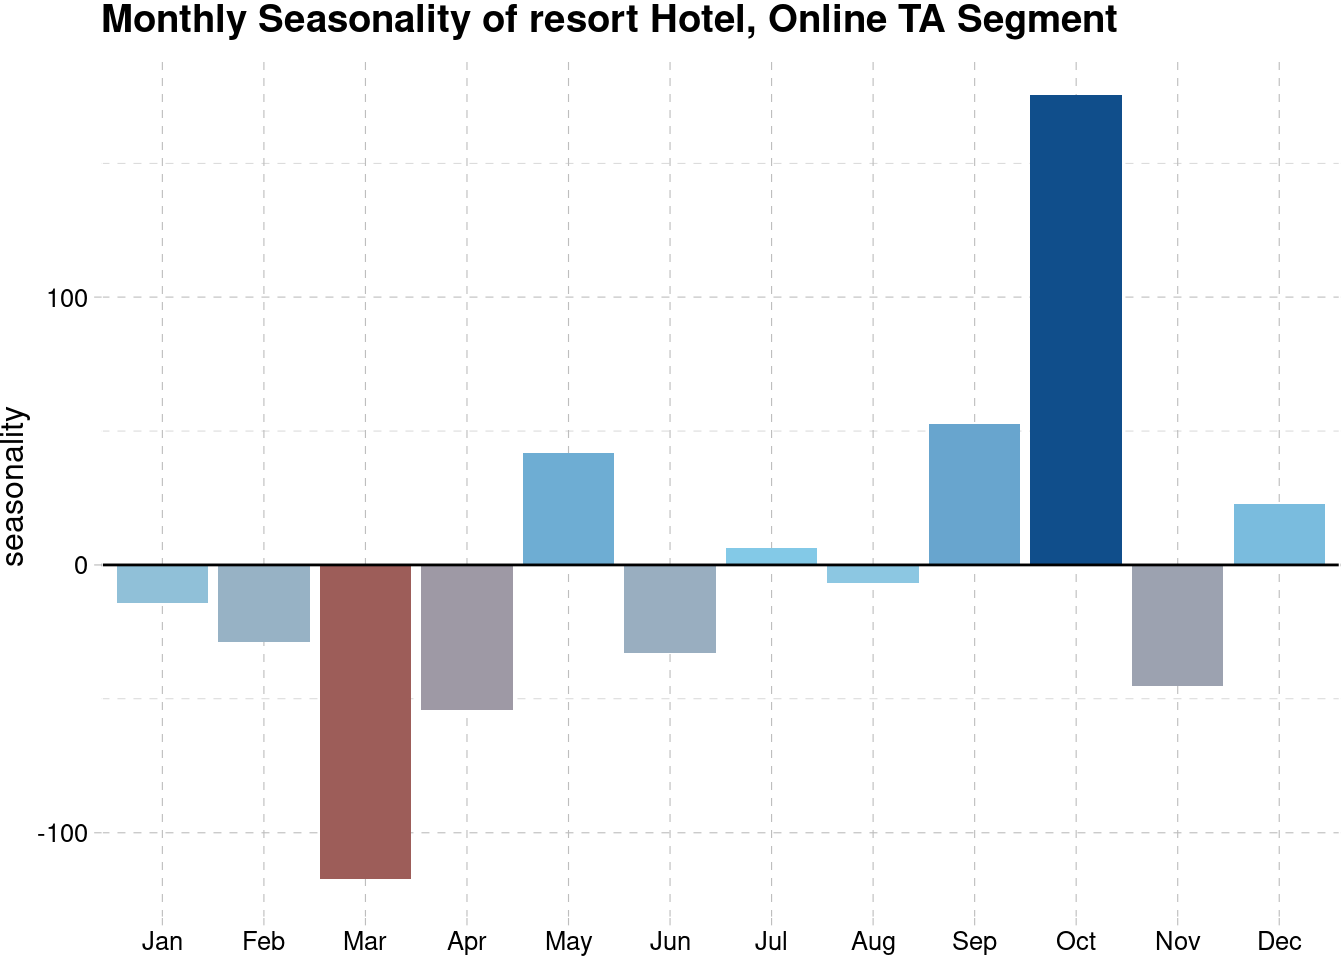 Monthly Seasonality of resort Hotel, Online TA Segment
seasonality
100
0
-100
Jan Feb Mar Apr May Jun Jul Aug Sep Oct Nov Dec